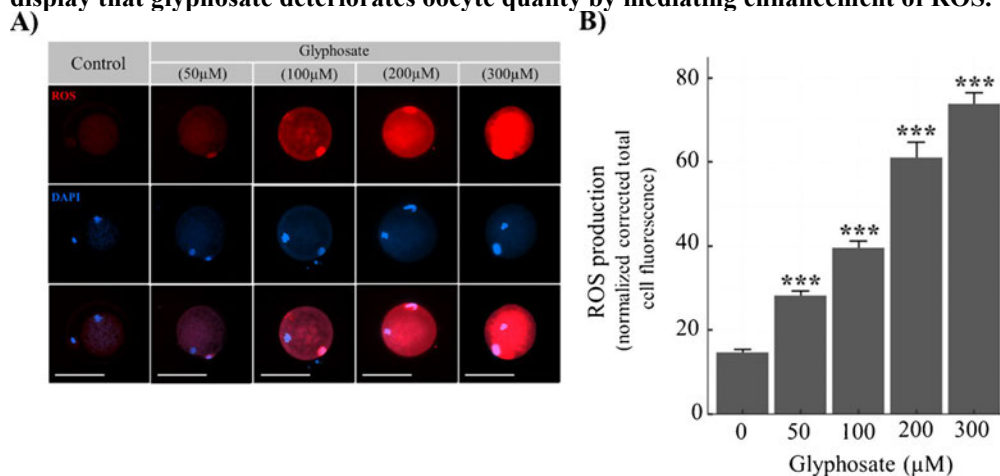 display that glyphosate deteriorates oocyte quality by mediating enhancement of ROS.
A)
B)
Control
Glyphosate
(50μM)
(100μM)
(200μM)
(300μM)
ROS
DAPI
ROS production
(normalized corrected total
cell fluorescence)
80
60
40
20
0
***
***
***
***
0
50
100
200
300
Glyphosate (μM)